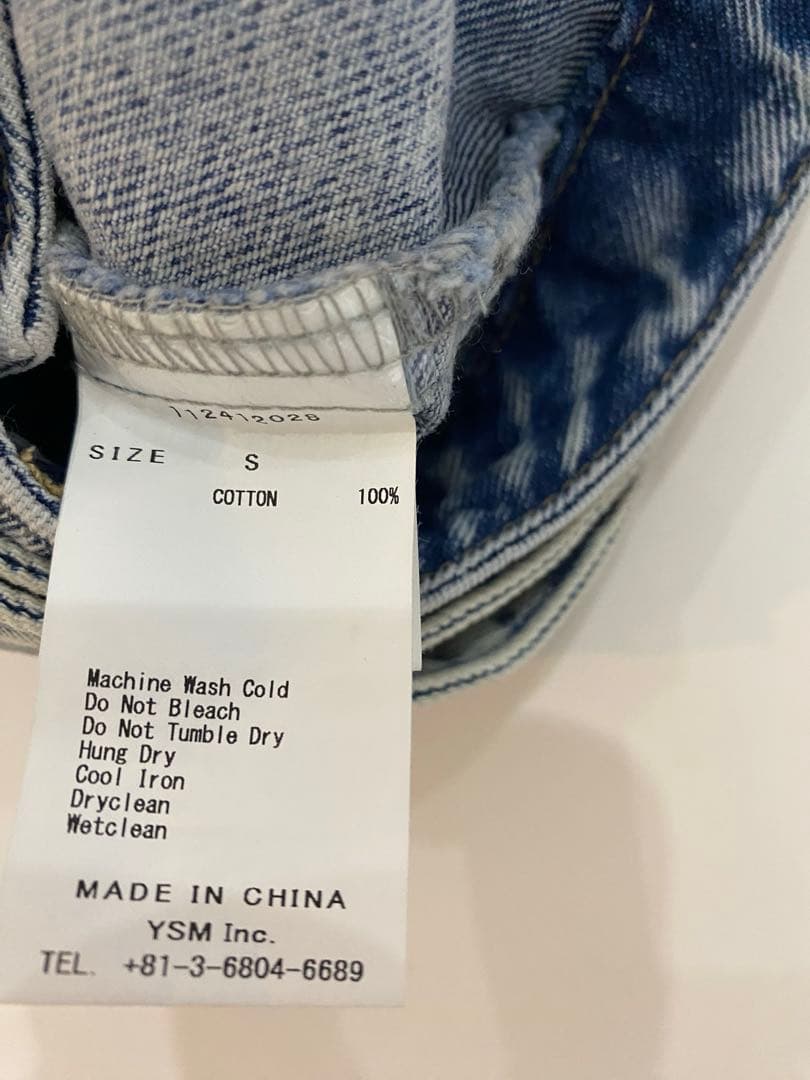 112412028
SIZE S
COTTON 100%
Machine Wash Cold
Do Not Bleach
Do Not Tumble Dry
Hung Dry
Cool Iron
Dryclean
Wetclean
MADE IN CHINA
YSM Inc.
TEL. +81-3-6804-6689